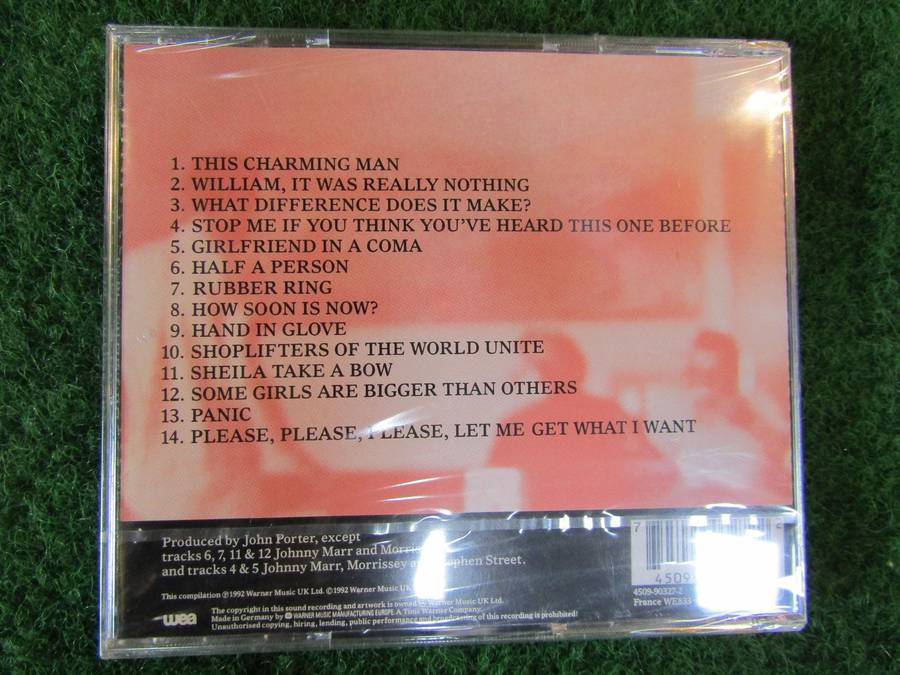 1. THIS CHARMING MAN
2. WILLIAM, IT WAS REALLY NOTHING
3. WHAT DIFFERENCE DOES IT MAKE?
4. STOP ME IF YOU THINK YOU'VE HEARD THIS ONE BEFORE
5. GIRLFRIEND IN A COMA
6. HALF A PERSON
7. RUBBER RING
8. HOW SOON IS NOW?
9. HAND IN GLOVE
10. SHOPLIFTERS OF THE WORLD UNITE
11. SHEILA TAKE A BOW
12. SOME GIRLS ARE BIGGER THAN OTHERS
13. PANIC
14. PLEASE, PLEASE, PLEASE, LET ME GET WHAT I WANT
Produced by John Porter, except
tracks 6, 7, 11 & 12 Johnny Marr and
and tracks 4 & 5 Johnny Marr, Morrissey Stephen Street.
This compilation ℗1992 Warner Music UK Ltd. ©1992 Warner Music UK
The copyright in this sound recording and artwork is owned by Warner Music UK Ltd.
Made in Germany by WARNER MUSIC MANUFACTURING EUROPE. A Time Warner Company.
Unauthorised copying, hiring, lending, public performance and broadcasting of this recording is prohibited!
wea
7 2
4509
4509-90327-2
France WE833